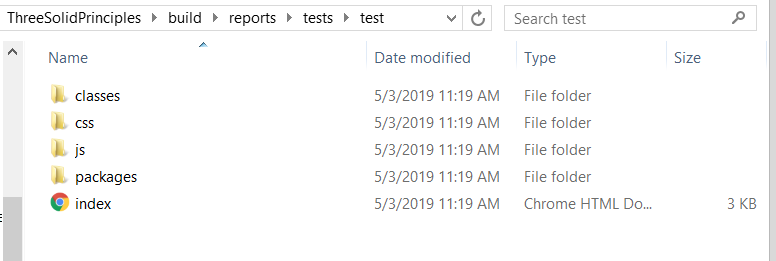 ThreeSolidPrinciples build reports tests test Search test
Name Date modified Type Size
classes 5/3/2019 11:19 AM File folder
css 5/3/2019 11:19 AM File folder
js 5/3/2019 11:19 AM File folder
packages 5/3/2019 11:19 AM File folder
index 5/3/2019 11:19 AM Chrome HTML Do... 3 KB